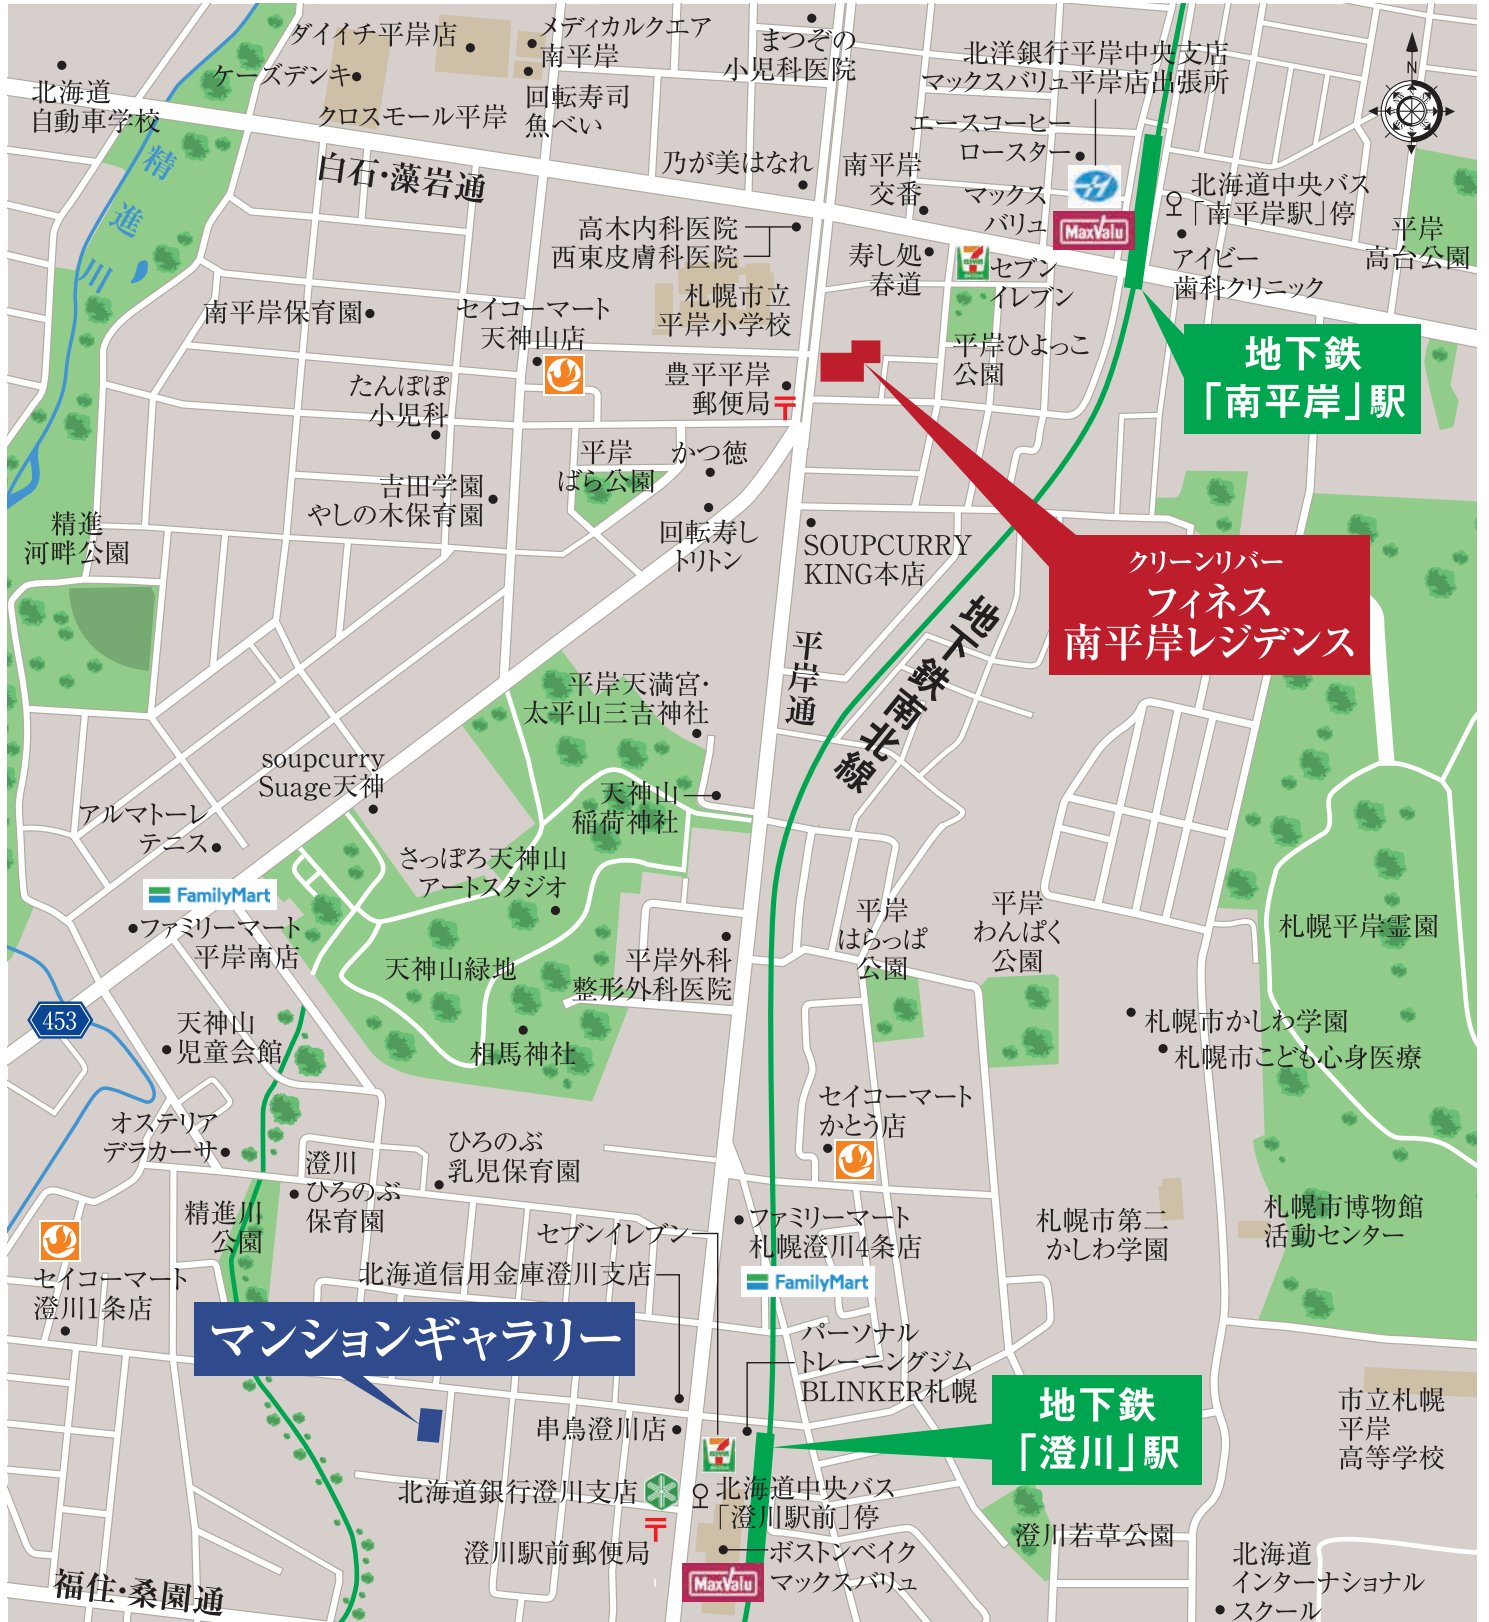 ダイイチ平岸店
メディカルクエア
南平岸
まつぞの
小児科医院
北洋銀行平岸中央支店
マックスバリュ平岸店出張所
N
北海道
自動車学校
ケーズデンキ
クロスモール平岸
回転寿司
魚べい
エースコーヒー
ロースター
精進川
白石・藻岩通
乃が美はなれ
南平岸
交番
マックス
バリュ
MaxValu
北海道中央バス
「南平岸駅」停
平岸
高台公園
高木内科医院
西東皮膚科医院
寿し処
春道
セブン
イレブン
アイビー
歯科クリニック
南平岸保育園
セイコーマート
天神山店
札幌市立
平岸小学校
平岸ひよっこ
公園
地下鉄
「南平岸」駅
たんぽぽ
小児科
豊平平岸
郵便局
平岸
ばら公園
かつ徳
吉田学園
やしの木保育園
精進
河畔公園
回転寿し
トリトン
SOUPCURRY
KING本店
クリーンリバー
フィネス
南平岸レジデンス
平岸通
地下鉄南北線
平岸天満宮・
太平山三吉神社
soupcurry
Suage天神
天神山
稲荷神社
アルマトーレ
テニス
さっぽろ天神山
アートスタジオ
FamilyMart
ファミリーマート
平岸南店
天神山緑地
平岸外科
整形外科医院
平岸
はらっぱ
公園
平岸
わんぱく
公園
札幌平岸霊園
453
天神山
児童会館
相馬神社
札幌市かしわ学園
札幌市こども心身医療
オステリア
デラカーサ
セイコーマート
かとう店
澄川
ひろのぶ
保育園
ひろのぶ
乳児保育園
精進川
公園
セブンイレブン
ファミリーマート
札幌澄川4条店
FamilyMart
札幌市第二
かしわ学園
札幌市博物館
活動センター
セイコーマート
澄川1条店
北海道信用金庫澄川支店
マンションギャラリー
パーソナル
トレーニングジム
BLINKER札幌
地下鉄
「澄川」駅
市立札幌
平岸
高等学校
串鳥澄川店
北海道銀行澄川支店
北海道中央バス
「澄川駅前」停
澄川駅前郵便局
ボストンベイク
MaxValu
マックスバリュ
澄川若草公園
北海道
インターナショナル
スクール
福住・桑園通